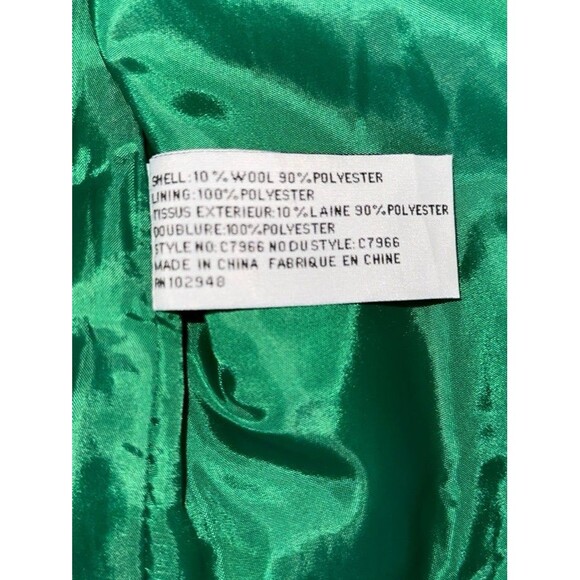 SHELL:10%WOOL 90%POLYESTER
LINING:100%POLYESTER
TISSUS EXTERIEUR:10%LAINE 90%POLYESTER
DOUBLURE:100%POLYESTER
STYLE NO: C7966 NO DU STYLE: C7966
MADE IN CHINA FABRIQUE EN CHINE
RN102948